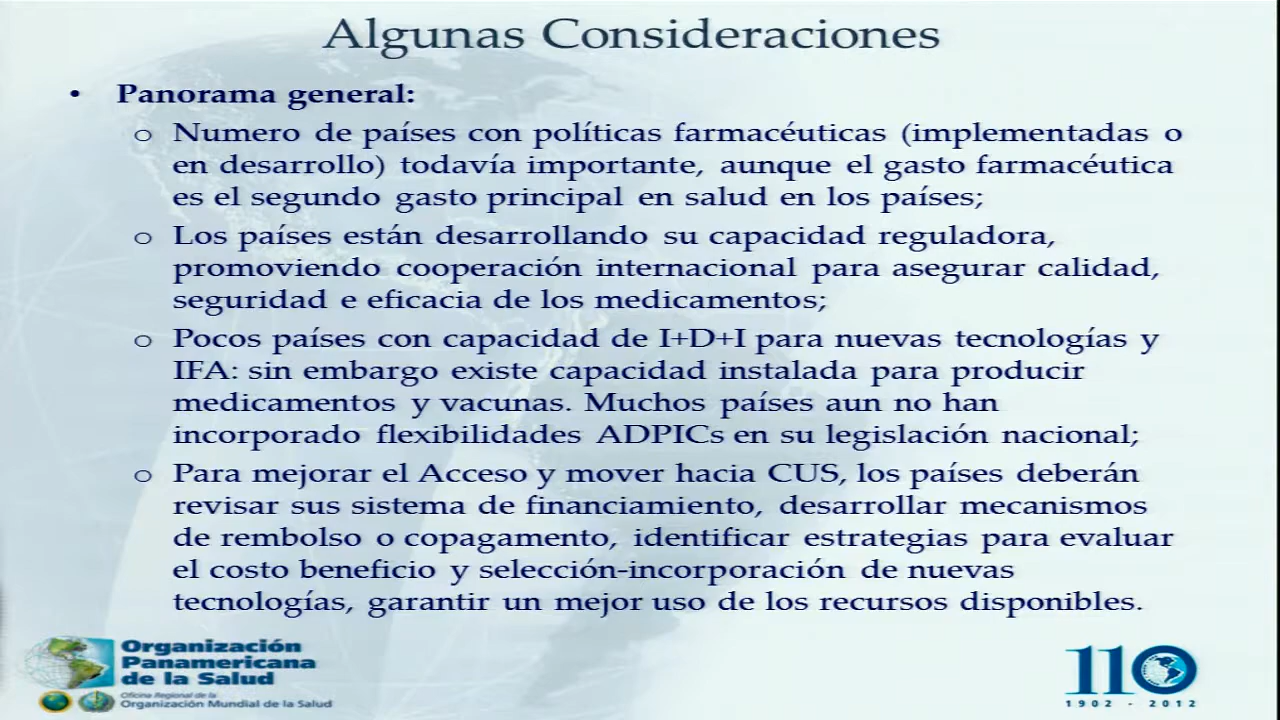 Algunas Consideraciones
• Panorama general:
o Numero de países con políticas farmacéuticas (implementadas o
en desarrollo) todavía importante, aunque el gasto farmacéutica
es el segundo gasto principal en salud en los países;
o Los países están desarrollando su capacidad reguladora,
promoviendo cooperación internacional para asegurar calidad,
seguridad e eficacia de los medicamentos;
o Pocos países con capacidad de I+D+I para nuevas tecnologías y
IFA: sin embargo existe capacidad instalada para producir
medicamentos y vacunas. Muchos países aun no han
incorporado flexibilidades ADPICs en su legislación nacional;
o Para mejorar el Acceso y mover hacia CUS, los países deberán
revisar sus sistema de financiamiento, desarrollar mecanismos
de rembolso o copagamento, identificar estrategias para evaluar
el costo beneficio y selección-incorporación de nuevas
tecnologías, garantir un mejor uso de los recursos disponibles.
Organización
Panamericana
de la Salud
Oficina Regional de la
Organización Mundial de la Salud
110
1902 - 2012